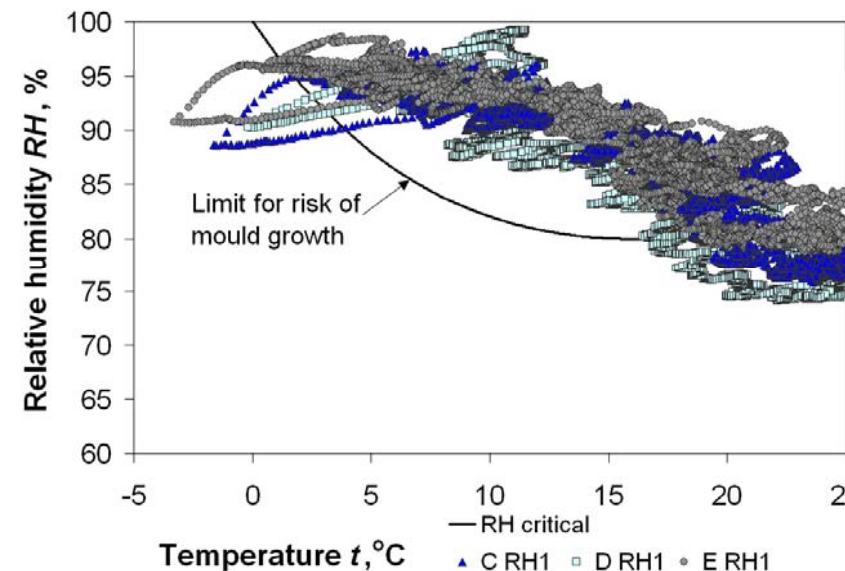 100
95
90
85
80
75
70
65
60
Relative humidity RH, %
Limit for risk of
mould growth
-5 0 5 10 15 20 25
RH critical
Temperature t,°C
C RH1 D RH1 E RH1